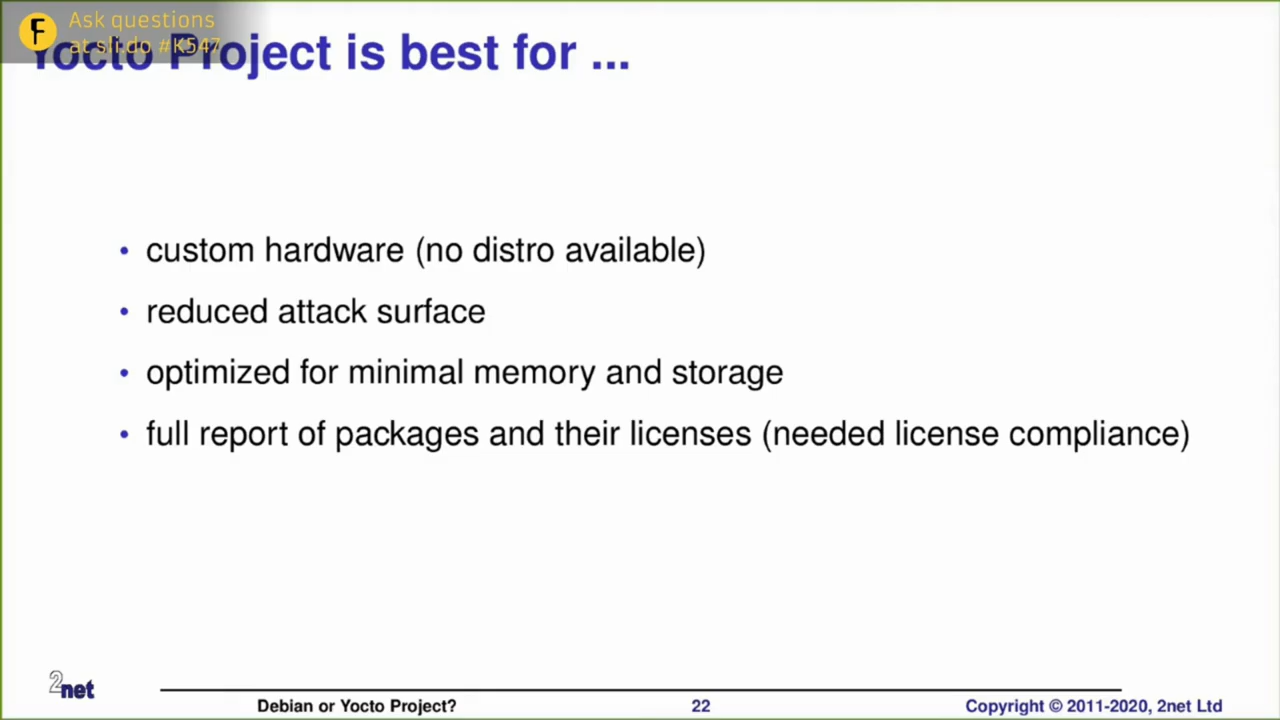 Ask questions
at sli.do #K547
Yocto Project is best for ...
• custom hardware (no distro available)
• reduced attack surface
• optimized for minimal memory and storage
• full report of packages and their licenses (needed license compliance)
2net
Debian or Yocto Project? 22 Copyright © 2011-2020, 2net Ltd